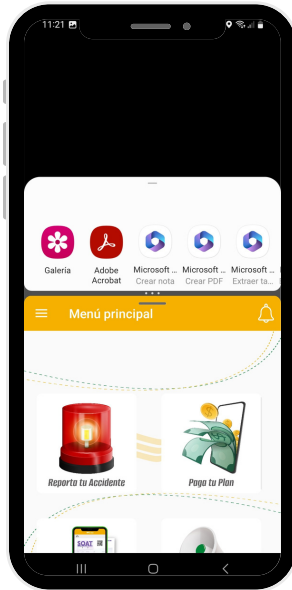 11:21
Galería
Adobe
Acrobat
Microsoft ...
Crear nota
Microsoft ...
Crear PDF
Microsoft ...
Extraer ta...
Menú principal
Reporta tu Accidente
Paga tu Plan
SOAT